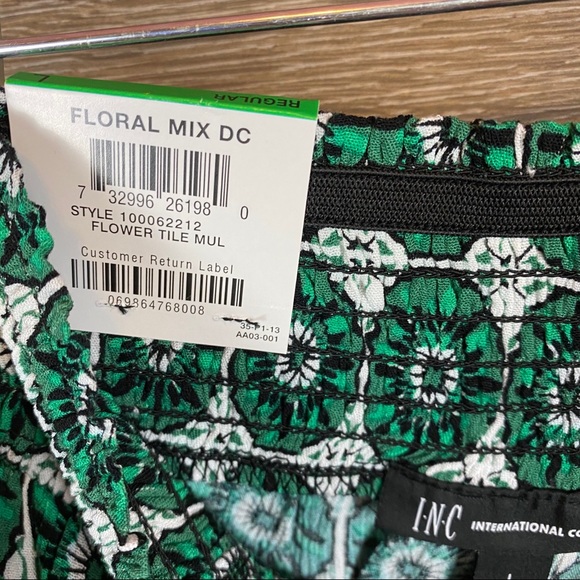 REGULAR
FLORAL MIX DC
7 32996 26198 0
STYLE 100062212
FLOWER TILE MUL
Customer Return Label
069864768008
35-P1-13
AA03-001
I·N·C INTERNATIONAL CO